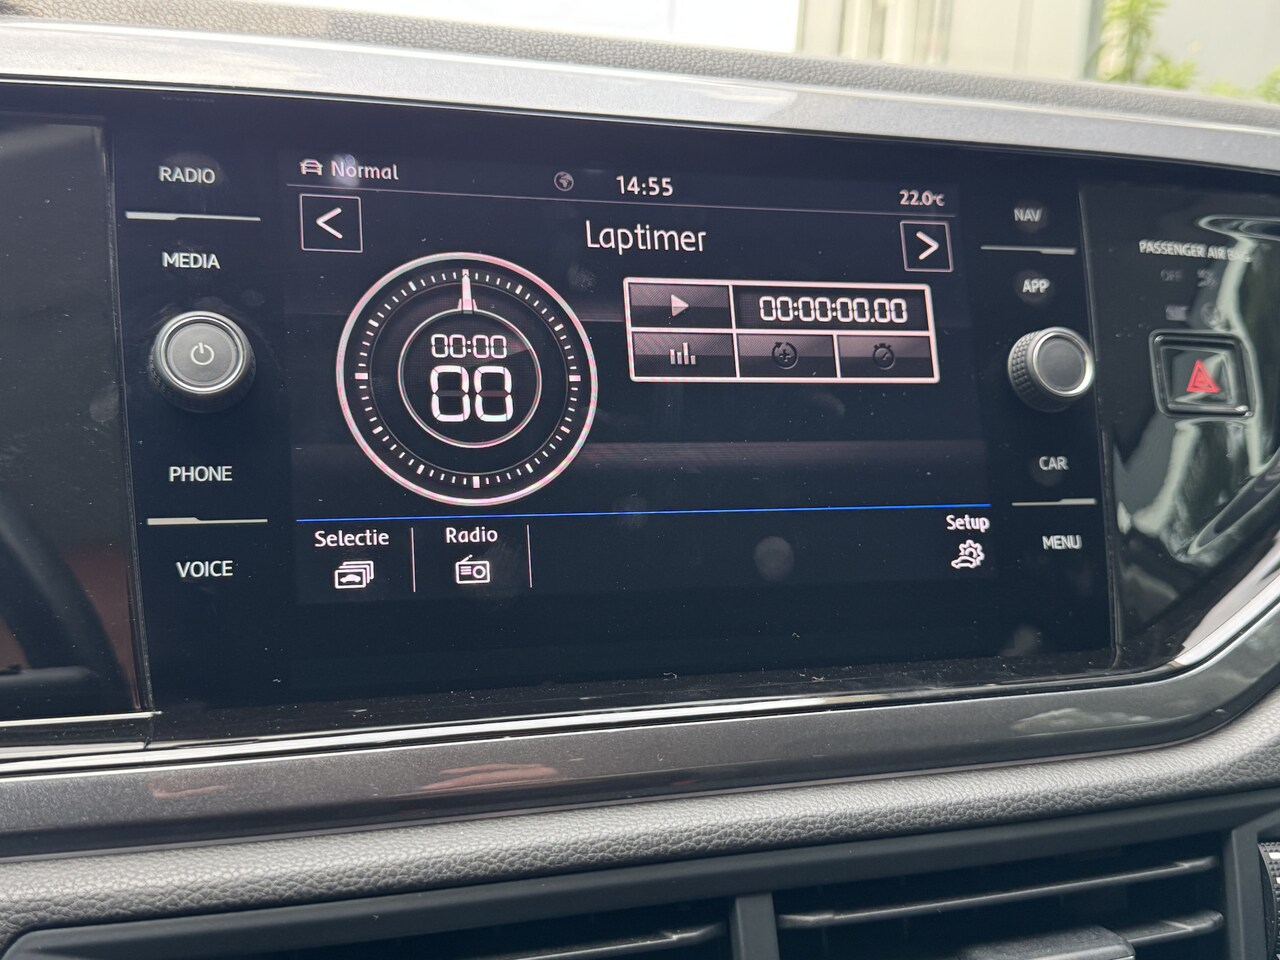 RADIO
MEDIA
PHONE
VOICE
Normal
14:55
22.0°C
<
Laptimer
>
00:00
00
00:00:00.00
Selectie
Radio
Setup
NAV
APP
CAR
MENU
PASSENGER AIR BAG
OFF